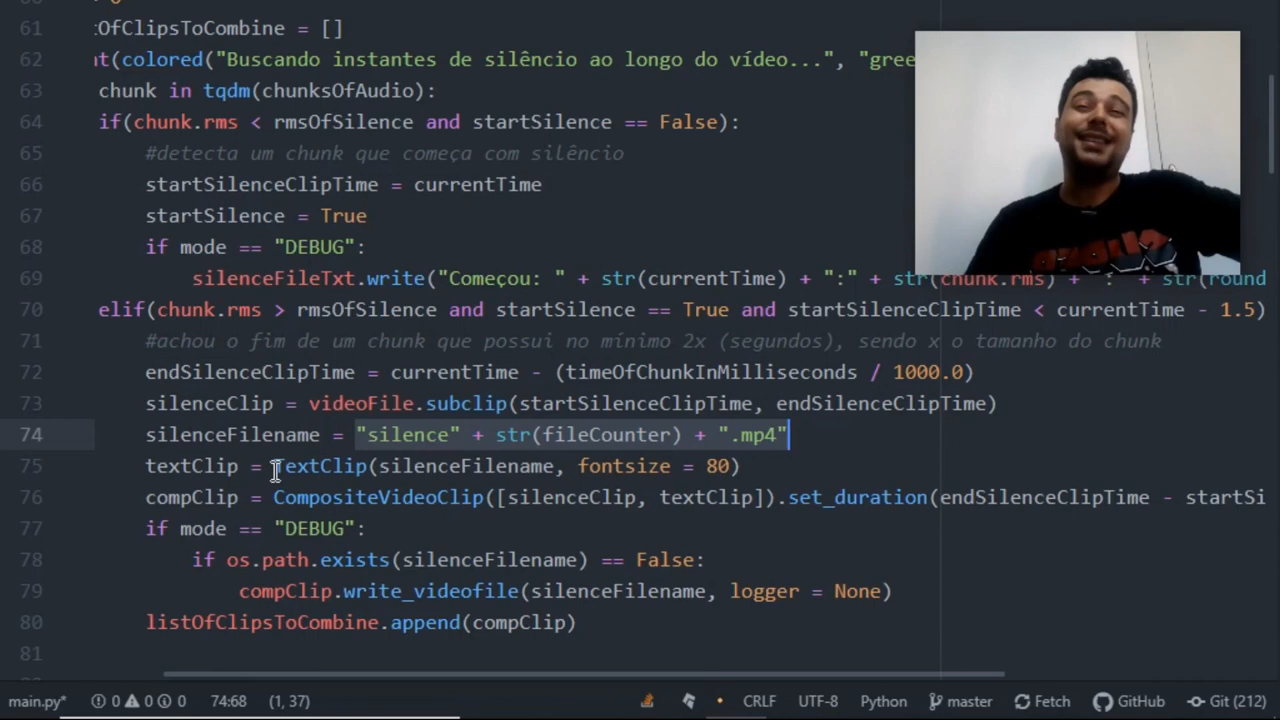 61 :OfClipsToCombine = []
62 nt(colored("Buscando instantes de silêncio ao longo do vídeo...", "gree
63 chunk in tqdm(chunksOfAudio):
64 if(chunk.rms < rmsOfSilence and startSilence == False):
65 #detecta um chunk que começa com silêncio
66 startSilenceClipTime = currentTime
67 startSilence = True
68 if mode == "DEBUG":
69 silenceFileTxt.write("Começou: " + str(currentTime) + ":" + str(chunk.rms) + ":" + str(round
70 elif(chunk.rms > rmsOfSilence and startSilence == True and startSilenceClipTime < currentTime - 1.5)
71 #achou o fim de um chunk que possui no mínimo 2x (segundos), sendo x o tamanho do chunk
72 endSilenceClipTime = currentTime - (timeOfChunkInMilliseconds / 1000.0)
73 silenceClip = videoFile.subclip(startSilenceClipTime, endSilenceClipTime)
74 silenceFilename = "silence" + str(fileCounter) + ".mp4"
75 textClip = TextClip(silenceFilename, fontsize = 80)
76 compClip = CompositeVideoClip([silenceClip, textClip]).set_duration(endSilenceClipTime - startSi
77 if mode == "DEBUG":
78 if os.path.exists(silenceFilename) == False:
79 compClip.write_videofile(silenceFilename, logger = None)
80 listOfClipsToCombine.append(compClip)
81
main.py* 0 0 0 74:68 (1, 37) CRLF UTF-8 Python master Fetch GitHub Git (212)